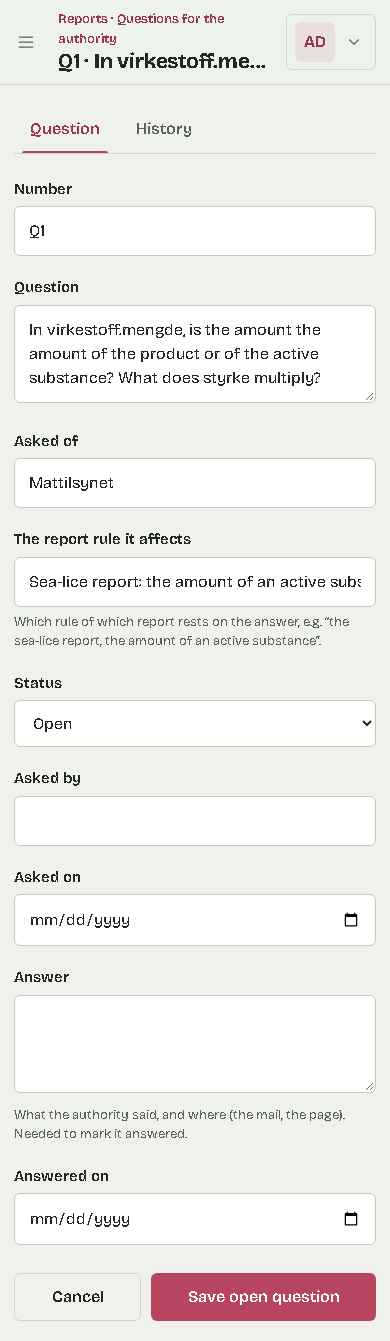 Reports · Questions for the
authority
Q1 · In virkestoff.me...
AD
Question
History
Number
Q1
Question
In virkestoff.mengde, is the amount the
amount of the product or of the active
substance? What does styrke multiply?
Asked of
Mattilsynet
The report rule it affects
Sea-lice report: the amount of an active subs
Which rule of which report rests on the answer, e.g. "the
sea-lice report, the amount of an active substance".
Status
Open
Asked by
Asked on
mm/dd/yyyy
Answer
What the authority said, and where (the mail, the page).
Needed to mark it answered.
Answered on
mm/dd/yyyy
Cancel
Save open question